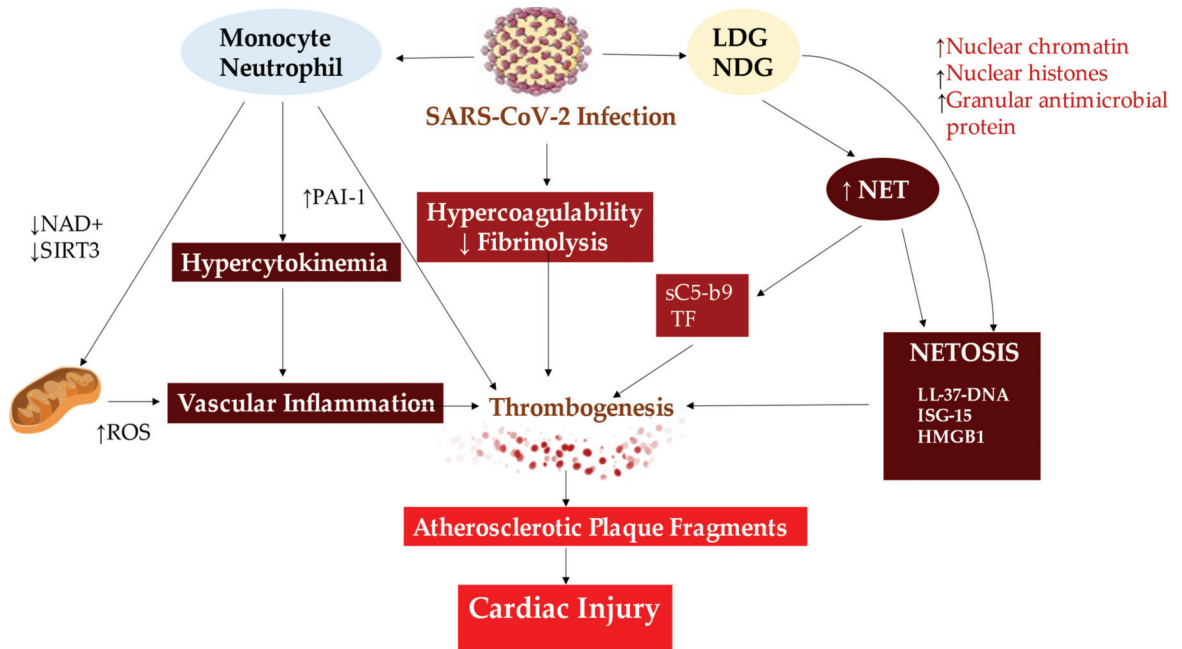 Monocyte
Neutrophil
LDG
NDG
↑Nuclear chromatin
↑Nuclear histones
↑Granular antimicrobial
protein
SARS-CoV-2 Infection
↑ NET
↑PAI-1
↓NAD+
↓SIRT3
Hypercoagulability
↓ Fibrinolysis
Hypercytokinemia
sC5-b9
TF
NETOSIS
LL-37-DNA
ISG-15
HMGB1
Vascular Inflammation
Thrombogenesis
↑ROS
Atherosclerotic Plaque Fragments
Cardiac Injury